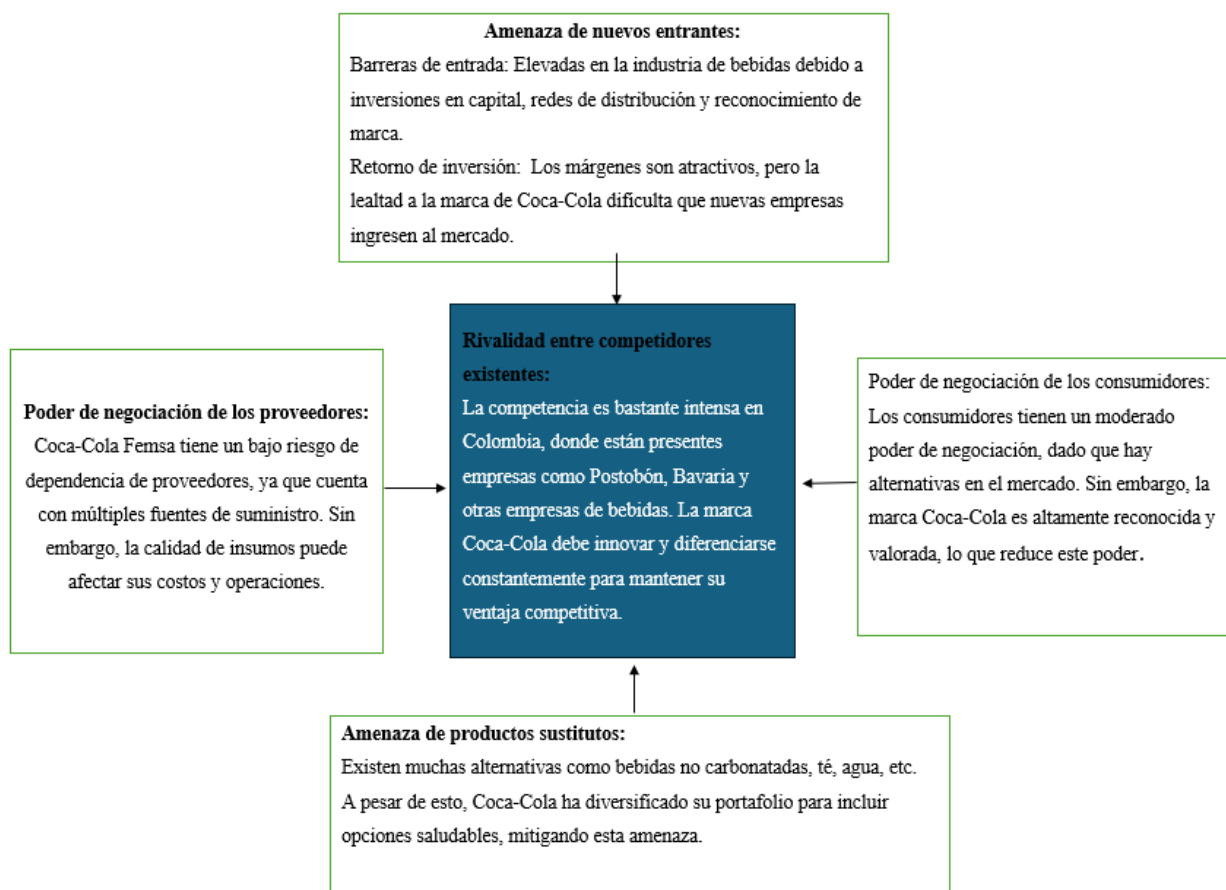 Amenaza de nuevos entrantes:
Barreras de entrada: Elevadas en la industria de bebidas debido a
inversiones en capital, redes de distribución y reconocimiento de
marca.
Retorno de inversión:  Los márgenes son atractivos, pero la
lealtad a la marca de Coca-Cola dificulta que nuevas empresas
ingresen al mercado.
Poder de negociación de los proveedores:
Coca-Cola Femsa tiene un bajo riesgo de
dependencia de proveedores, ya que cuenta
con múltiples fuentes de suministro. Sin
embargo, la calidad de insumos puede
afectar sus costos y operaciones.
Rivalidad entre competidores
existentes:
La competencia es bastante intensa en
Colombia, donde están presentes
empresas como Postobón, Bavaria y
otras empresas de bebidas. La marca
Coca-Cola debe innovar y diferenciarse
constantemente para mantener su
ventaja competitiva.
Poder de negociación de los consumidores:
Los consumidores tienen un moderado
poder de negociación, dado que hay
alternativas en el mercado. Sin embargo, la
marca Coca-Cola es altamente reconocida y
valorada, lo que reduce este poder.
Amenaza de productos sustitutos:
Existen muchas alternativas como bebidas no carbonatadas, té, agua, etc.
A pesar de esto, Coca-Cola ha diversificado su portafolio para incluir
opciones saludables, mitigando esta amenaza.